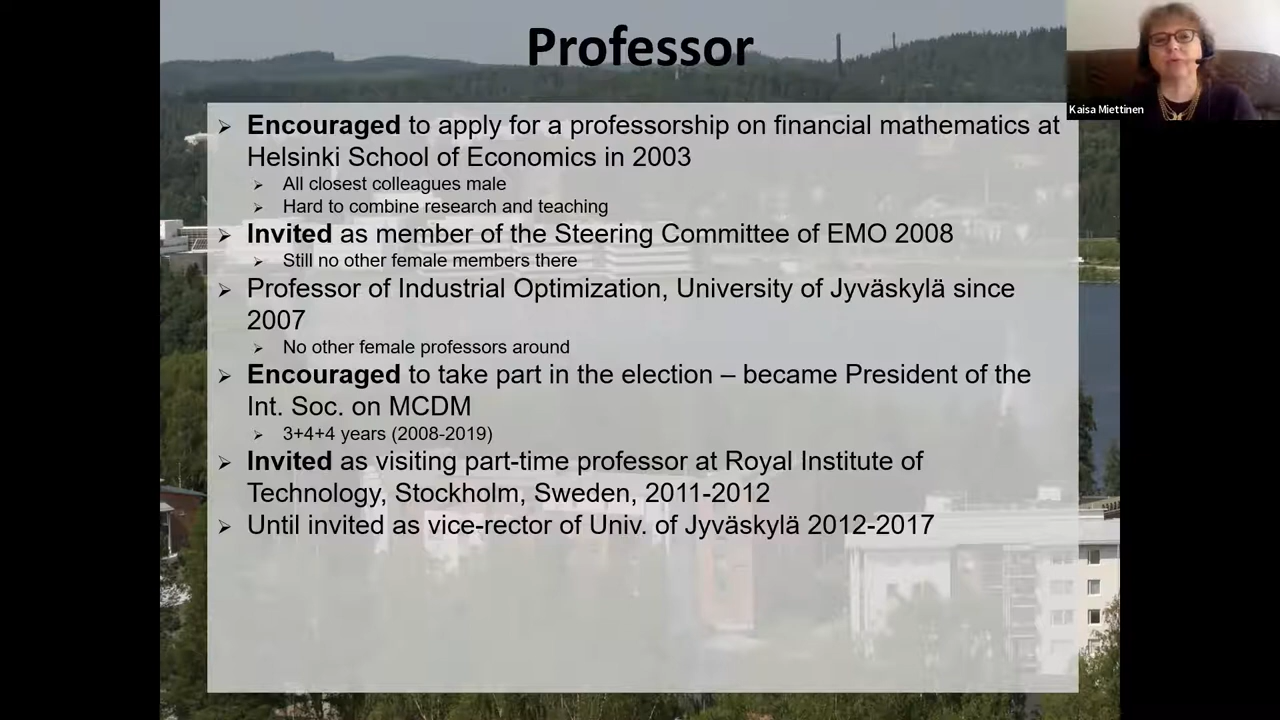 Professor
Kaisa Miettinen
➢ Encouraged to apply for a professorship on financial mathematics at
Helsinki School of Economics in 2003
➢ All closest colleagues male
➢ Hard to combine research and teaching
➢ Invited as member of the Steering Committee of EMO 2008
➢ Still no other female members there
➢ Professor of Industrial Optimization, University of Jyväskylä since
2007
➢ No other female professors around
➢ Encouraged to take part in the election – became President of the
Int. Soc. on MCDM
➢ 3+4+4 years (2008-2019)
➢ Invited as visiting part-time professor at Royal Institute of
Technology, Stockholm, Sweden, 2011-2012
➢ Until invited as vice-rector of Univ. of Jyväskylä 2012-2017